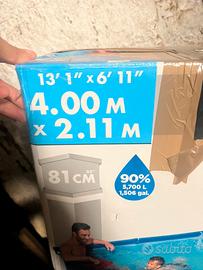 13' 1" x 6' 11"
4.00 M
x 2.11 M
81 CM
90%
5,700 L
1,506 gal.
subito